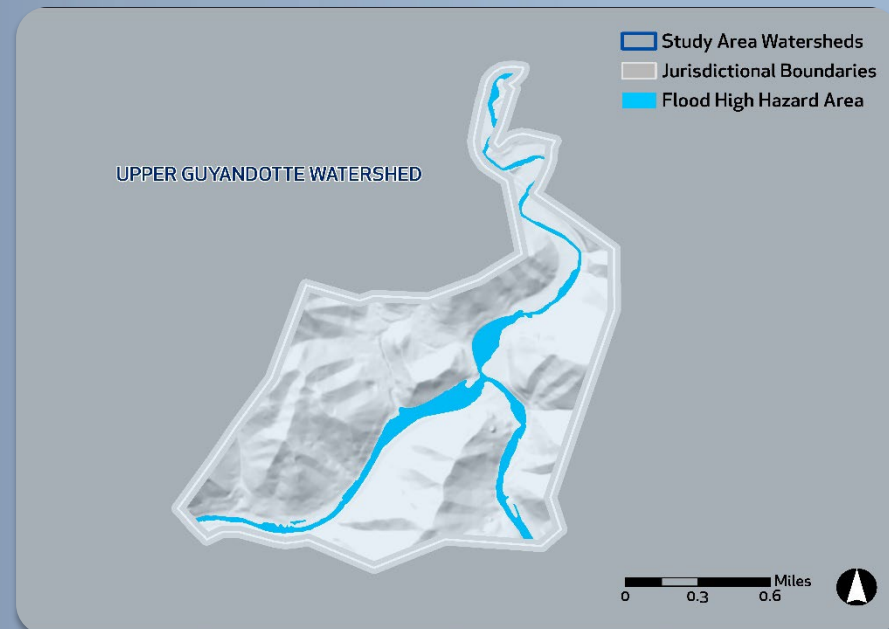 Study Area Watersheds
Jurisdictional Boundaries
Flood High Hazard Area
UPPER GUYANDOTTE WATERSHED
Miles
0 0.3 0.6